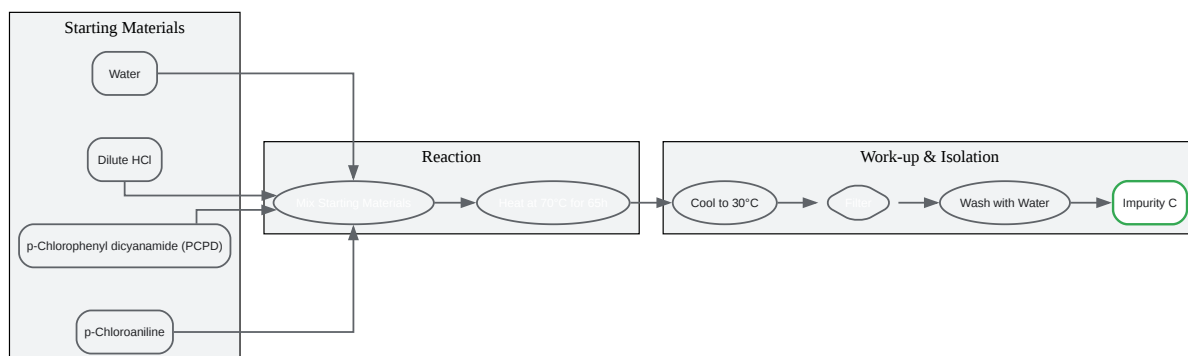 Starting Materials
Water
Dilute HCl
p-Chlorophenyl dicyanamide (PCPD)
p-Chloroaniline
Reaction
Mix Starting Materials
Heat at 70°C for 65h
Work-up & Isolation
Cool to 30°C
Filter
Wash with Water
Impurity C